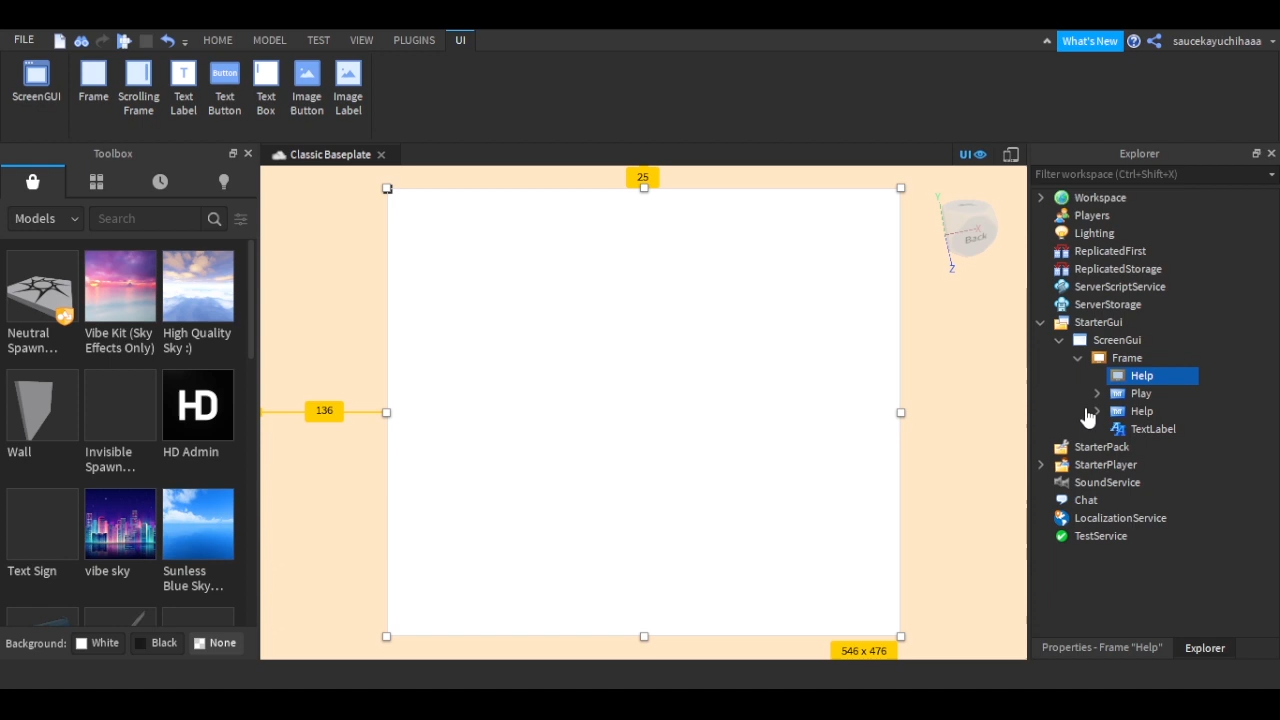 FILE
HOME
MODEL
TEST
VIEW
PLUGINS
UI
What's New
saucekayuchihaaa
ScreenGUI
Frame
Scrolling
Frame
T
Text
Label
Button
Text
Button
Text
Box
Image
Button
Image
Label
Toolbox
Classic Baseplate
UI
Explorer
Models
Search
Filter workspace (Ctrl+Shift+X)
Neutral
Spawn...
Vibe Kit (Sky
Effects Only)
High Quality
Sky :)
Wall
Invisible
Spawn...
HD
HD Admin
Text Sign
vibe sky
Sunless
Blue Sky...
Background:
White
Black
None
25
136
546 x 476
Y
X
Back
Z
Workspace
Players
Lighting
ReplicatedFirst
ReplicatedStorage
ServerScriptService
ServerStorage
StarterGui
ScreenGui
Frame
Help
Play
Help
TextLabel
StarterPack
StarterPlayer
SoundService
Chat
LocalizationService
TestService
Properties - Frame "Help"
Explorer